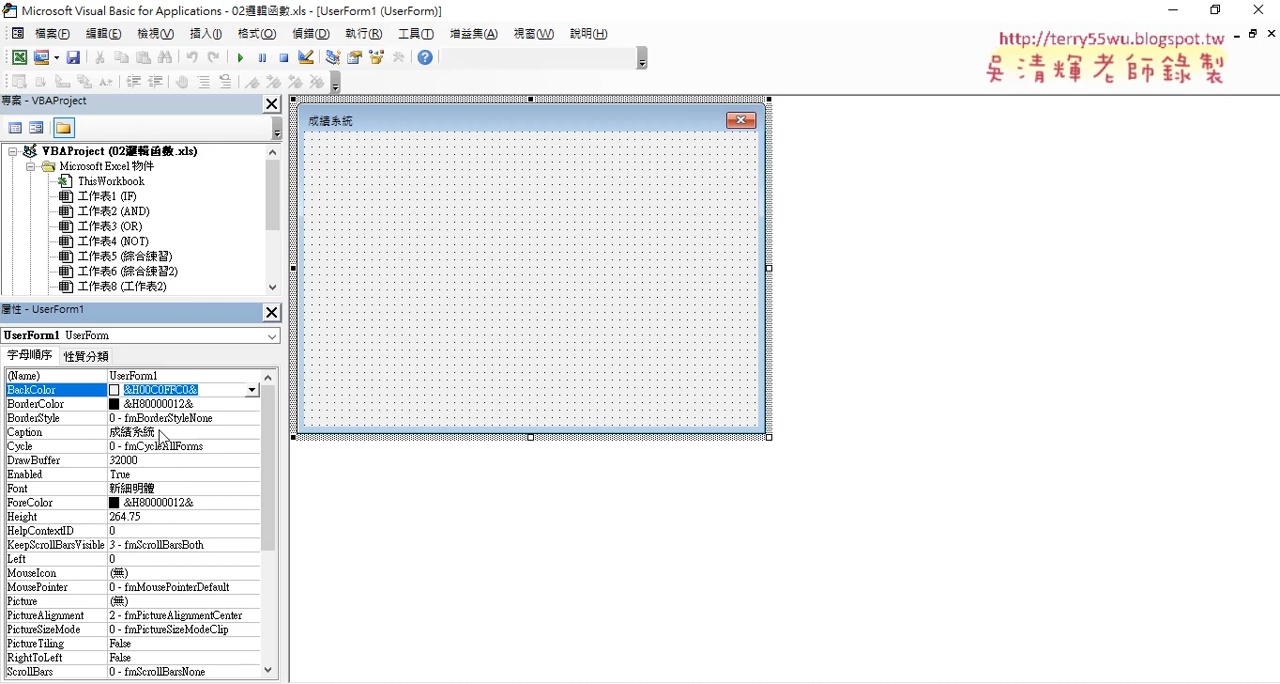 Microsoft Visual Basic for Applications - 02邏輯函數.xls - [UserForm1 (UserForm)]
檔案(F) 編輯(E) 檢視(V) 插入(I) 格式(O) 偵錯(D) 執行(R) 工具(T) 增益集(A) 視窗(W) 說明(H)
http://terry55wu.blogspot.tw
吳清輝老師錄製
專案 - VBAProject
VBAProject (02邏輯函數.xls)
Microsoft Excel 物件
ThisWorkbook
工作表1 (IF)
工作表2 (AND)
工作表3 (OR)
工作表4 (NOT)
工作表5 (綜合練習)
工作表6 (綜合練習2)
工作表8 (工作表2)
成績系統
屬性 - UserForm1
UserForm1 UserForm
字母順序 性質分類
(Name) UserForm1
BackColor &H00C0FFC0&
BorderColor &H80000012&
BorderStyle 0 - fmBorderStyleNone
Caption 成績系統
Cycle 0 - fmCycleAllForms
DrawBuffer 32000
Enabled True
Font 新細明體
ForeColor &H80000012&
Height 264.75
HelpContextID 0
KeepScrollBarsVisible 3 - fmScrollBarsBoth
Left 0
MouseIcon (無)
MousePointer 0 - fmMousePointerDefault
Picture (無)
PictureAlignment 2 - fmPictureAlignmentCenter
PictureSizeMode 0 - fmPictureSizeModeClip
PictureTiling False
RightToLeft False
ScrollBars 0 - fmScrollBarsNone